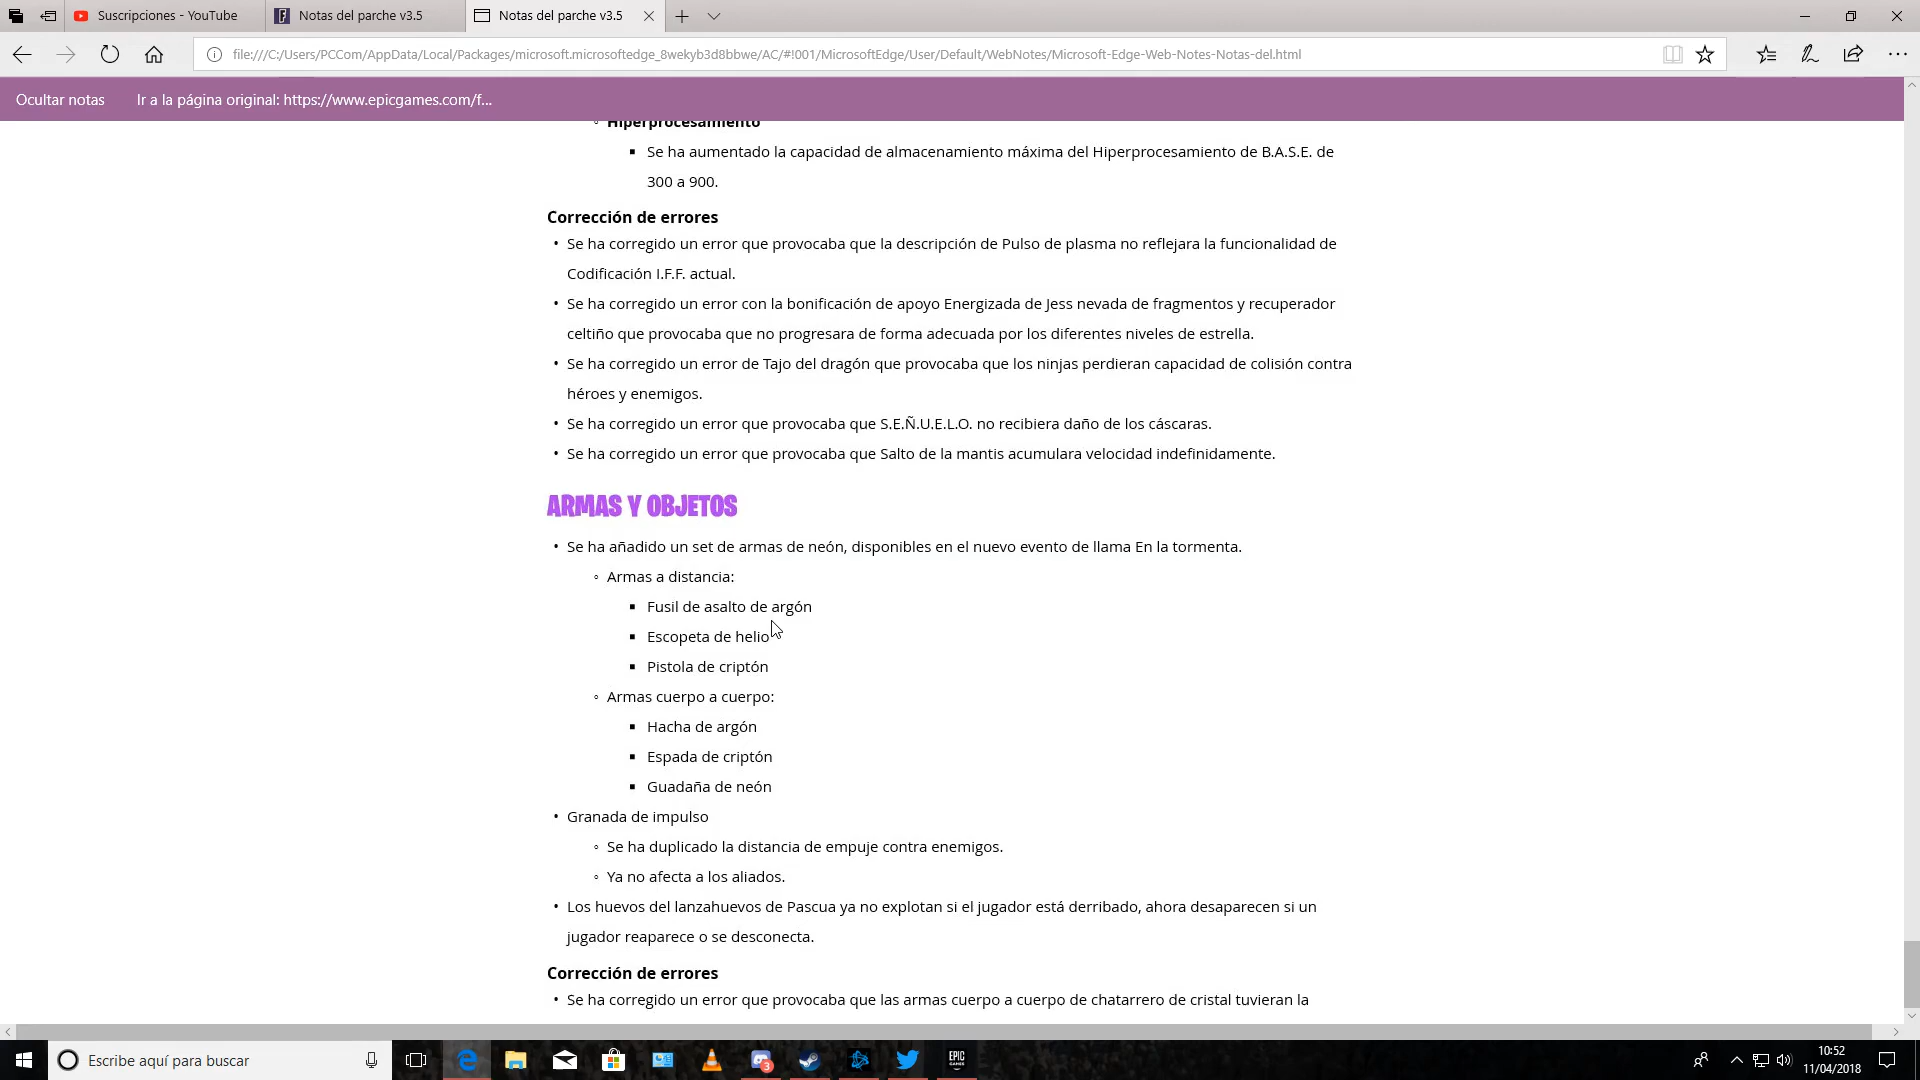 Suscripciones - YouTube
Notas del parche v3.5
Notas del parche v3.5
file:///C:/Users/PCCom/AppData/Local/Packages/microsoft.microsoftedge_8wekyb3d8bbwe/AC/#!001/MicrosoftEdge/User/Default/WebNotes/Microsoft-Edge-Web-Notes-Notas-del.html
Ocultar notas Ir a la página original: https://www.epicgames.com/f...
◦ Hiperprocesamiento
▪ Se ha aumentado la capacidad de almacenamiento máxima del Hiperprocesamiento de B.A.S.E. de
300 a 900.
Corrección de errores
• Se ha corregido un error que provocaba que la descripción de Pulso de plasma no reflejara la funcionalidad de
Codificación I.F.F. actual.
• Se ha corregido un error con la bonificación de apoyo Energizada de Jess nevada de fragmentos y recuperador
celtiño que provocaba que no progresara de forma adecuada por los diferentes niveles de estrella.
• Se ha corregido un error de Tajo del dragón que provocaba que los ninjas perdieran capacidad de colisión contra
héroes y enemigos.
• Se ha corregido un error que provocaba que S.E.Ñ.U.E.L.O. no recibiera daño de los cáscaras.
• Se ha corregido un error que provocaba que Salto de la mantis acumulara velocidad indefinidamente.
ARMAS Y OBJETOS
• Se ha añadido un set de armas de neón, disponibles en el nuevo evento de llama En la tormenta.
◦ Armas a distancia:
▪ Fusil de asalto de argón
▪ Escopeta de helio
▪ Pistola de criptón
◦ Armas cuerpo a cuerpo:
▪ Hacha de argón
▪ Espada de criptón
▪ Guadaña de neón
• Granada de impulso
◦ Se ha duplicado la distancia de empuje contra enemigos.
◦ Ya no afecta a los aliados.
• Los huevos del lanzahuevos de Pascua ya no explotan si el jugador está derribado, ahora desaparecen si un
jugador reaparece o se desconecta.
Corrección de errores
• Se ha corregido un error que provocaba que las armas cuerpo a cuerpo de chatarrero de cristal tuvieran la
Escribe aquí para buscar
3
EPIC
GAMES
10:52
11/04/2018